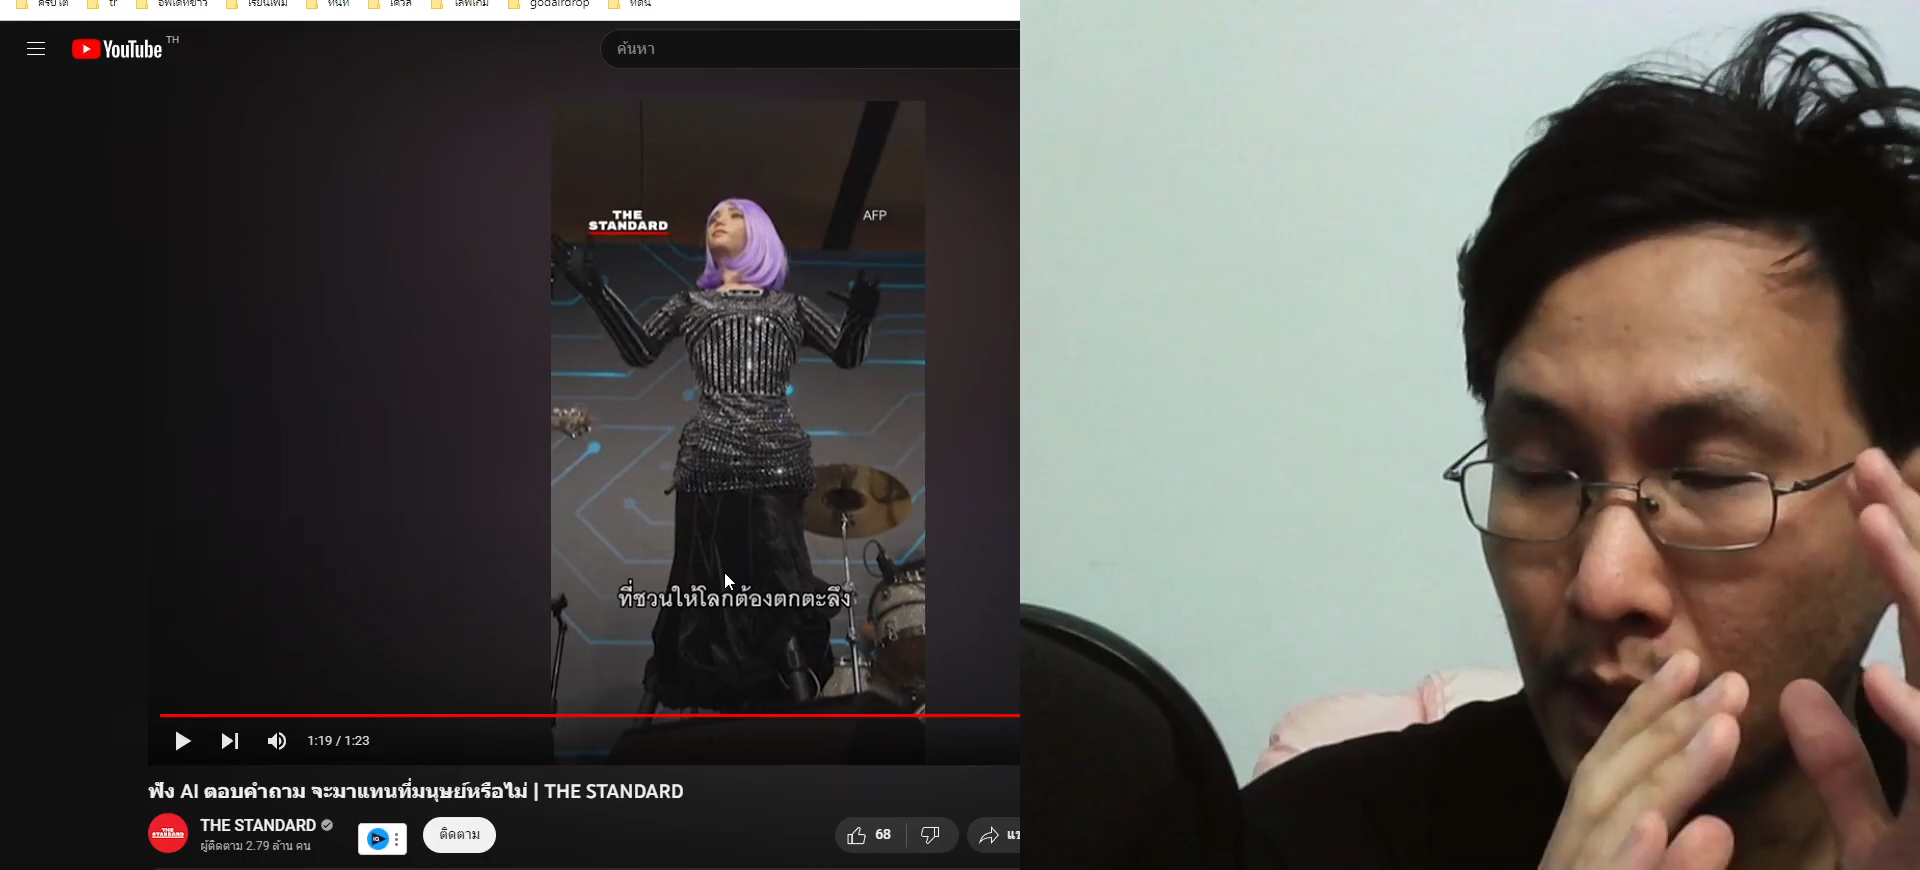 tr
godairdrop
YouTube TH
ค้นหา
THE
STANDARD
AFP
ที่ชวนให้โลกต้องตกตะลึง
1:19 / 1:23
ฟัง AI ตอบคำถาม จะมาแทนที่มนุษย์หรือไม่ | THE STANDARD
THE STANDARD
ผู้ติดตาม 2.79 ล้าน คน
ติดตาม
68